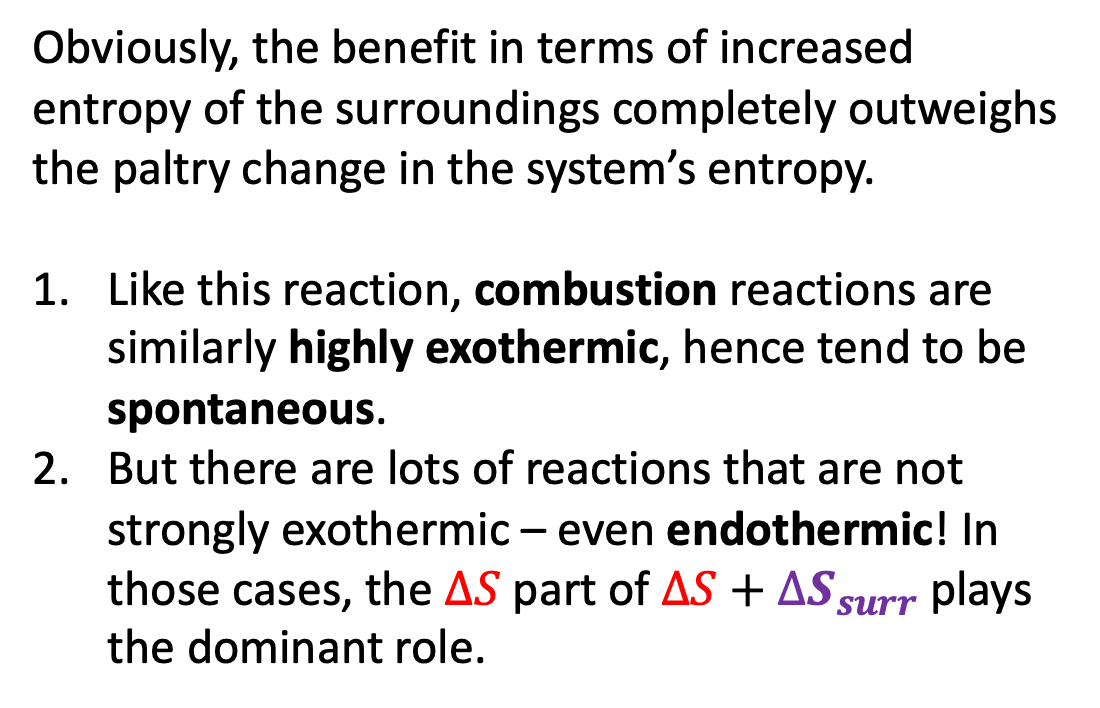 Obviously, the benefit in terms of increased
entropy of the surroundings completely outweighs
the paltry change in the system’s entropy.
1. Like this reaction, combustion reactions are
similarly highly exothermic, hence tend to be
spontaneous.
2. But there are lots of reactions that are not
strongly exothermic – even endothermic! In
those cases, the ΔS part of ΔS + ΔS surr plays
the dominant role.